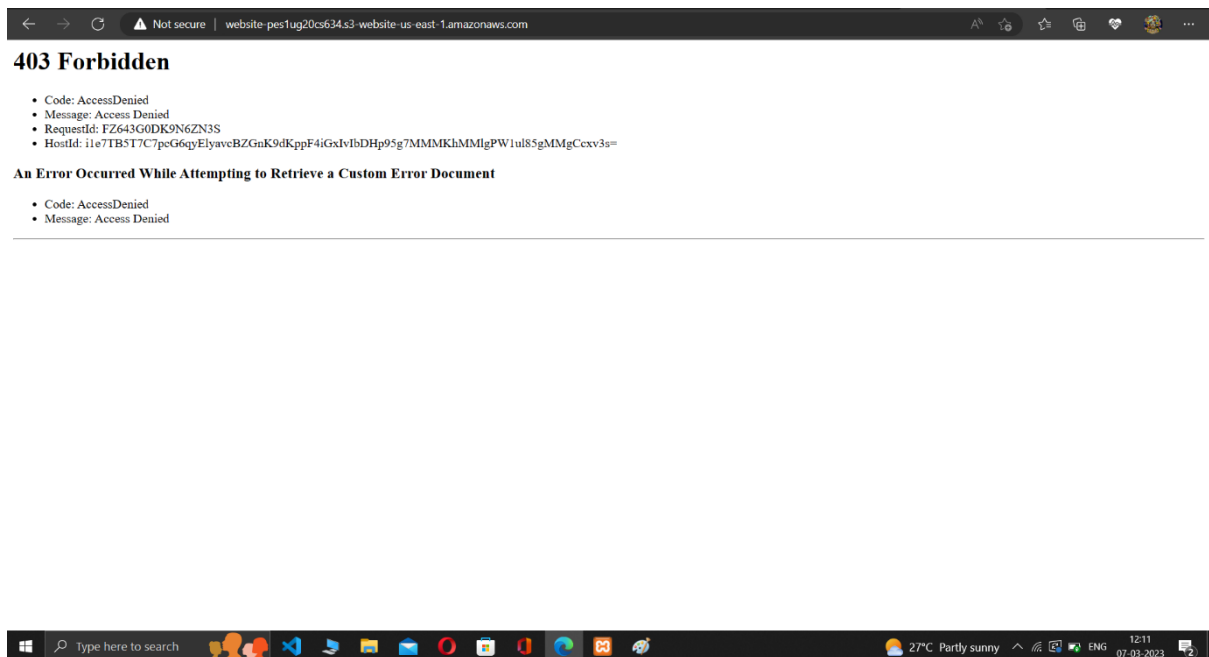 Not secure | website-pes1ug20cs634.s3-website-us-east-1.amazonaws.com
403 Forbidden
• Code: AccessDenied
• Message: Access Denied
• RequestId: FZ643G0DK9N6ZN3S
• HostId: i1e7TB5T7C7pcG6qyElyavcBZGnK9dKppF4iGxIvIbDHp95g7MMMKhMMlgPW1ul85gMMgCcxv3s=
An Error Occurred While Attempting to Retrieve a Custom Error Document
• Code: AccessDenied
• Message: Access Denied
Type here to search
27°C Partly sunny
ENG
12:11
07-03-2023
2